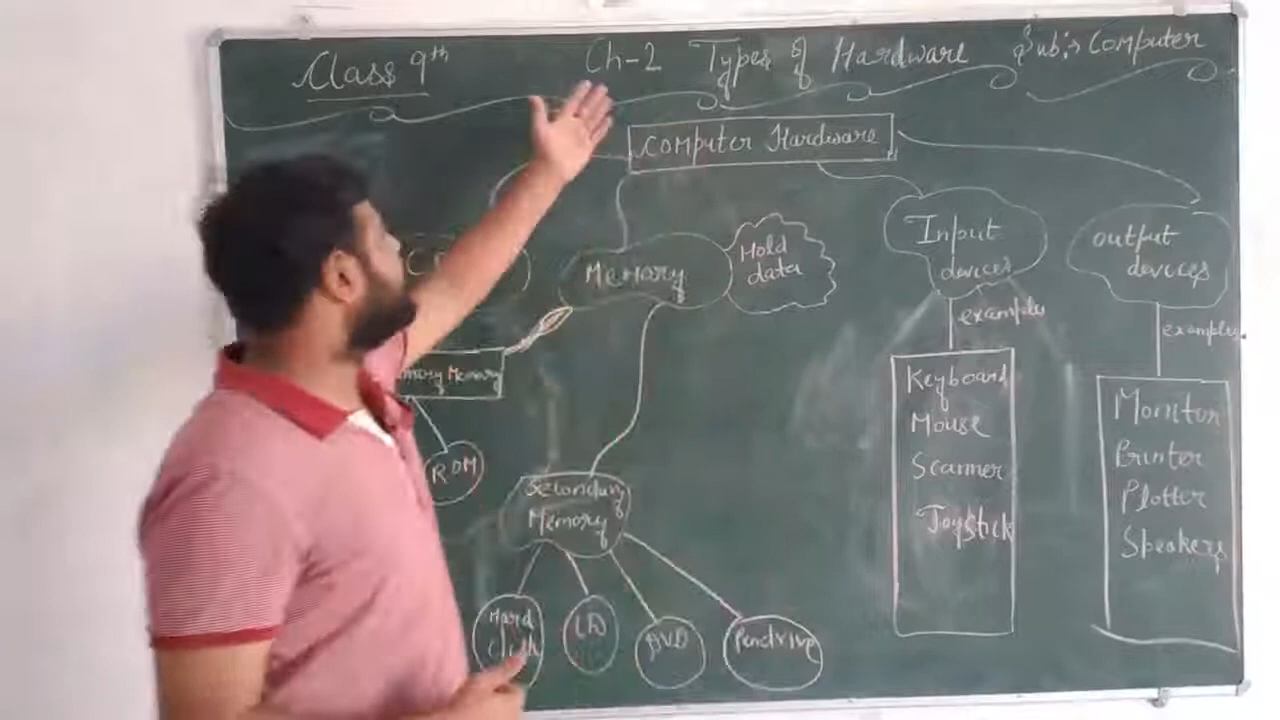 Class 9th
Ch-2 Types of Hardware
Sub:> Computer
Computer Hardware
Memory
Hold
data
Input
devices
output
devices
examples
examples
Memory
ROM
Keyboard
Mouse
Scanner
Joystick
Monitor
Printer
Plotter
Speakers
Secondary
Memory
Hard
Disk
CD
DVD
Pendrive